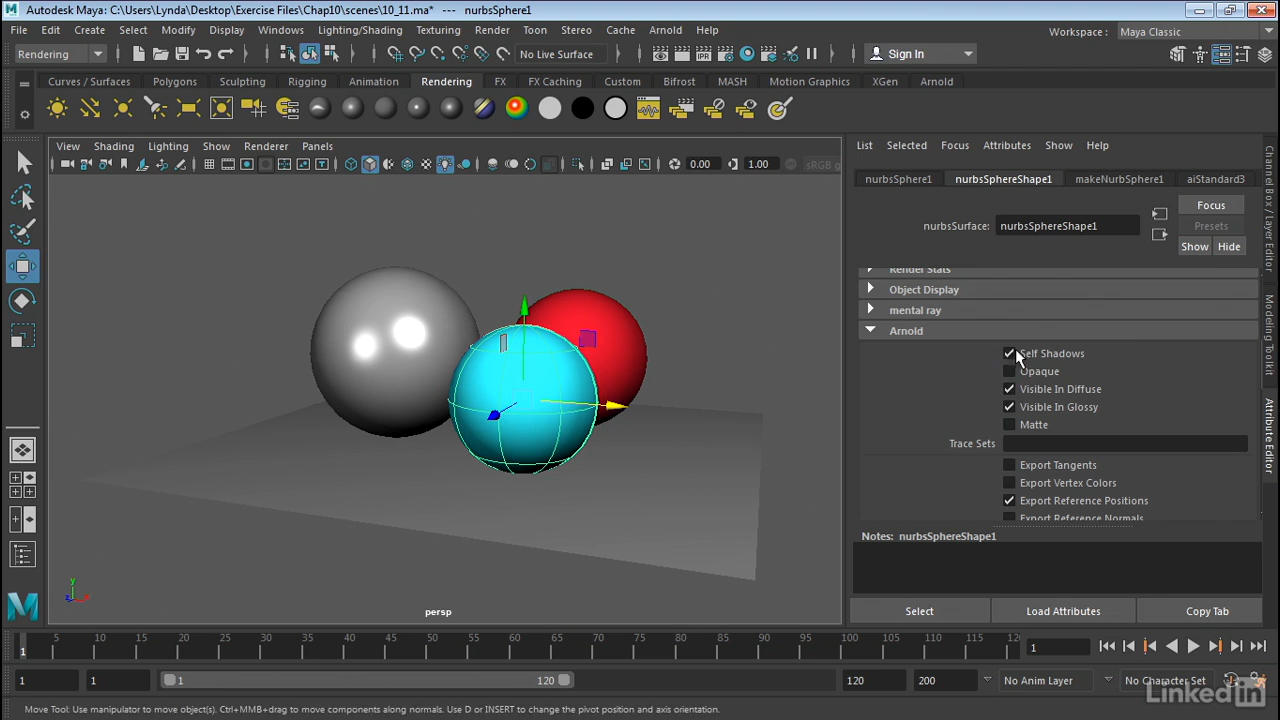 Autodesk Maya: C:\Users\Lynda\Desktop\Exercise Files\Chap10\scenes\10_11.ma* --- nurbsSphere1
File Edit Create Select Modify Display Windows Lighting/Shading Texturing Render Toon Stereo Cache Arnold Help Workspace : Maya Classic
Rendering No Live Surface Sign In
Curves / Surfaces Polygons Sculpting Rigging Animation Rendering FX FX Caching Custom Bifrost MASH Motion Graphics XGen Arnold
IPR
View Shading Lighting Show Renderer Panels
0.00 1.00 sRGB g
List Selected Focus Attributes Show Help
nurbsSphere1 nurbsSphereShape1 makeNurbSphere1 aiStandard3
Focus
nurbsSurface: nurbsSphereShape1 Presets
Show Hide
Render Stats
Object Display
mental ray
Arnold
Self Shadows
Opaque
Visible In Diffuse
Visible In Glossy
Matte
Trace Sets
Export Tangents
Export Vertex Colors
Export Reference Positions
Export Reference Normals
Notes: nurbsSphereShape1
Select Load Attributes Copy Tab
Channel Box / Layer Editor
Modeling Toolkit
Attribute Editor
y
persp
5 10 15 20 25 30 35 40 45 50 55 60 65 70 75 80 85 90 95 100 105 110 115 12
1 1
1 1 1 120 120 200 No Anim Layer No Character Set
LinkedIn
Move Tool: Use manipulator to move object(s). Ctrl+MMB+drag to move components along normals. Use D or INSERT to change the pivot position and axis orientation.